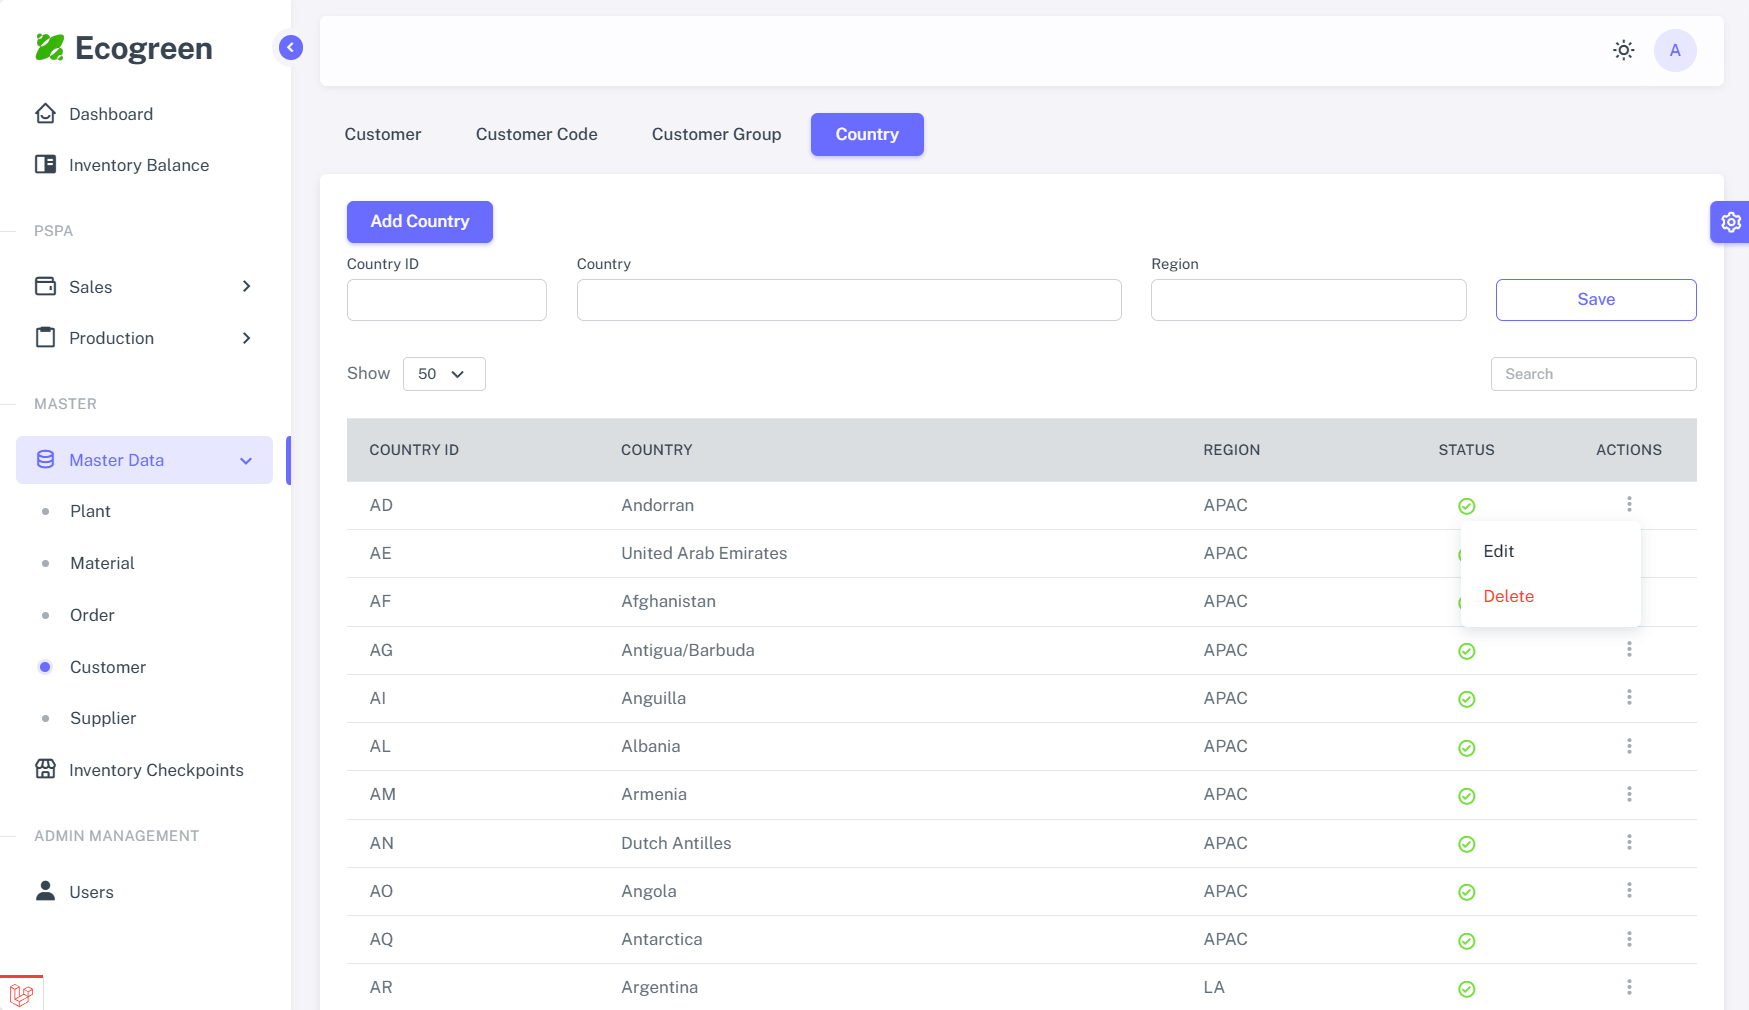 Ecogreen
Dashboard
Inventory Balance
PSPA
Sales
Production
MASTER
Master Data
Plant
Material
Order
Customer
Supplier
Inventory Checkpoints
ADMIN MANAGEMENT
Users
A
Customer Customer Code Customer Group Country
Add Country
Country ID Country Region
Save
Show 50 Search
COUNTRY ID COUNTRY REGION STATUS ACTIONS
AD Andorran APAC
AE United Arab Emirates APAC
Edit
AF Afghanistan APAC
Delete
AG Antigua/Barbuda APAC
AI Anguilla APAC
AL Albania APAC
AM Armenia APAC
AN Dutch Antilles APAC
AO Angola APAC
AQ Antarctica APAC
AR Argentina LA